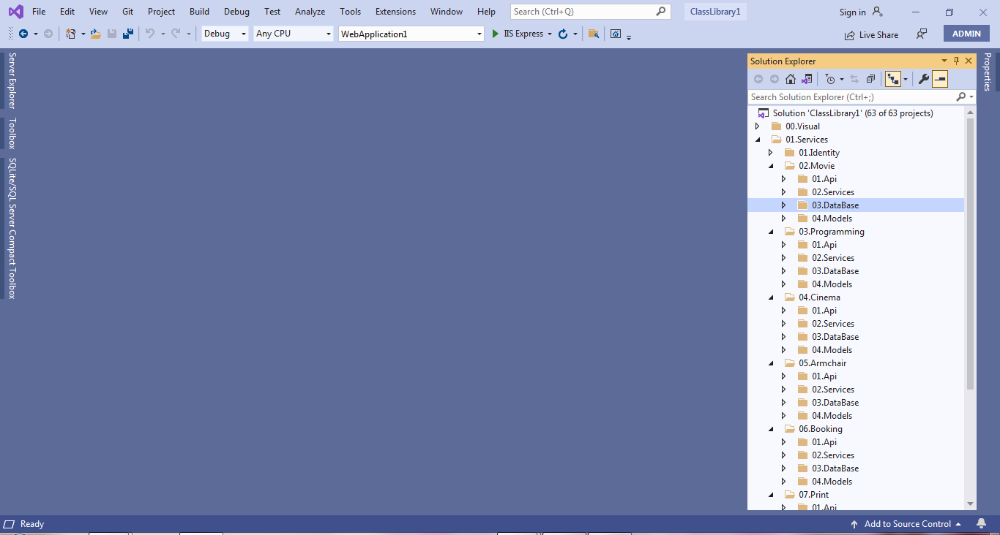 File Edit View Git Project Build Debug Test Analyze Tools Extensions Window Help Search (Ctrl+Q) ClassLibrary1 Sign in
Debug Any CPU WebApplication1 IIS Express Live Share ADMIN
Server Explorer
Toolbox
SQLite/SQL Server Compact Toolbox
Solution Explorer
Properties
Search Solution Explorer (Ctrl+;)
Solution 'ClassLibrary1' (63 of 63 projects)
00.Visual
01.Services
01.Identity
02.Movie
01.Api
02.Services
03.DataBase
04.Models
03.Programming
01.Api
02.Services
03.DataBase
04.Models
04.Cinema
01.Api
02.Services
03.DataBase
04.Models
05.Armchair
01.Api
02.Services
03.DataBase
04.Models
06.Booking
01.Api
02.Services
03.DataBase
04.Models
07.Print
01.Api
Ready Add to Source Control